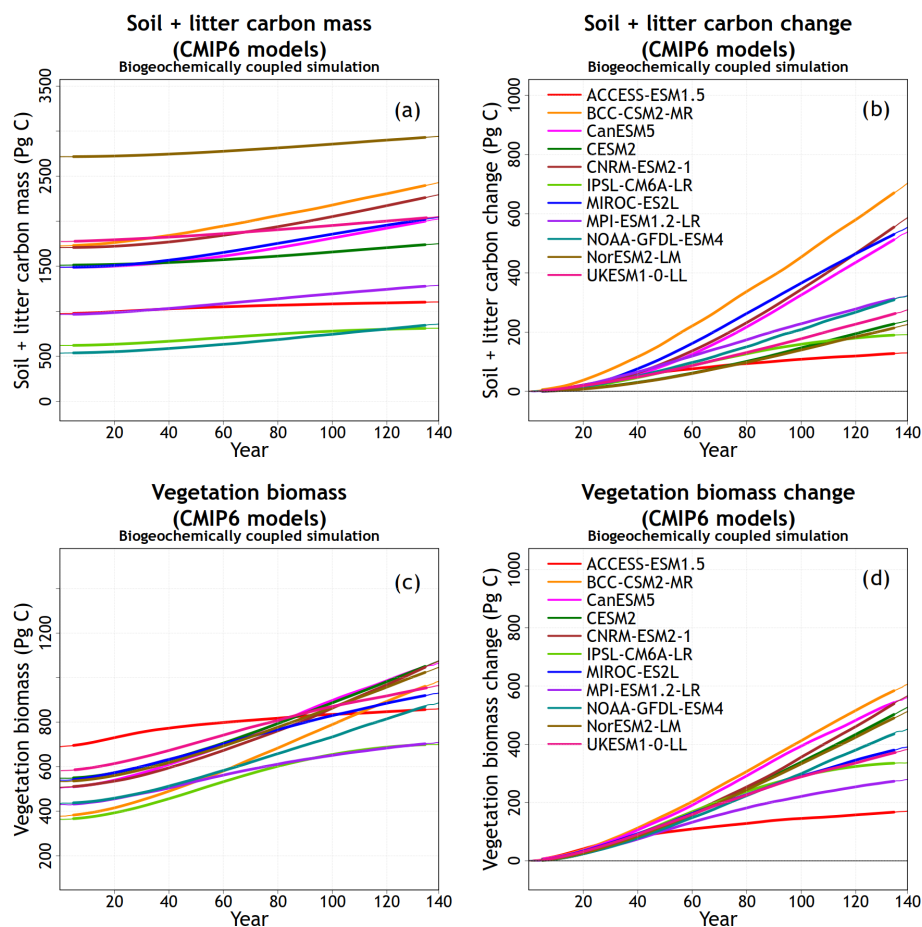 Soil + litter carbon mass
(CMIP6 models)
Biogeochemically coupled simulation
(a)
Soil + litter carbon mass (Pg C)
3500
2500
1500
500
0
20 40 60 80 100 120 140
Year
Soil + litter carbon change
(CMIP6 models)
Biogeochemically coupled simulation
(b)
Soil + litter carbon change (Pg C)
1000
800
600
400
200
0
ACCESS-ESM1.5
BCC-CSM2-MR
CanESM5
CESM2
CNRM-ESM2-1
IPSL-CM6A-LR
MIROC-ES2L
MPI-ESM1.2-LR
NOAA-GFDL-ESM4
NorESM2-LM
UKESM1-0-LL
20 40 60 80 100 120 140
Year
Vegetation biomass
(CMIP6 models)
Biogeochemically coupled simulation
(c)
Vegetation biomass (Pg C)
1200
800
600
400
200
20 40 60 80 100 120 140
Year
Vegetation biomass change
(CMIP6 models)
Biogeochemically coupled simulation
(d)
Vegetation biomass change (Pg C)
1000
800
600
400
200
0
ACCESS-ESM1.5
BCC-CSM2-MR
CanESM5
CESM2
CNRM-ESM2-1
IPSL-CM6A-LR
MIROC-ES2L
MPI-ESM1.2-LR
NOAA-GFDL-ESM4
NorESM2-LM
UKESM1-0-LL
20 40 60 80 100 120 140
Year